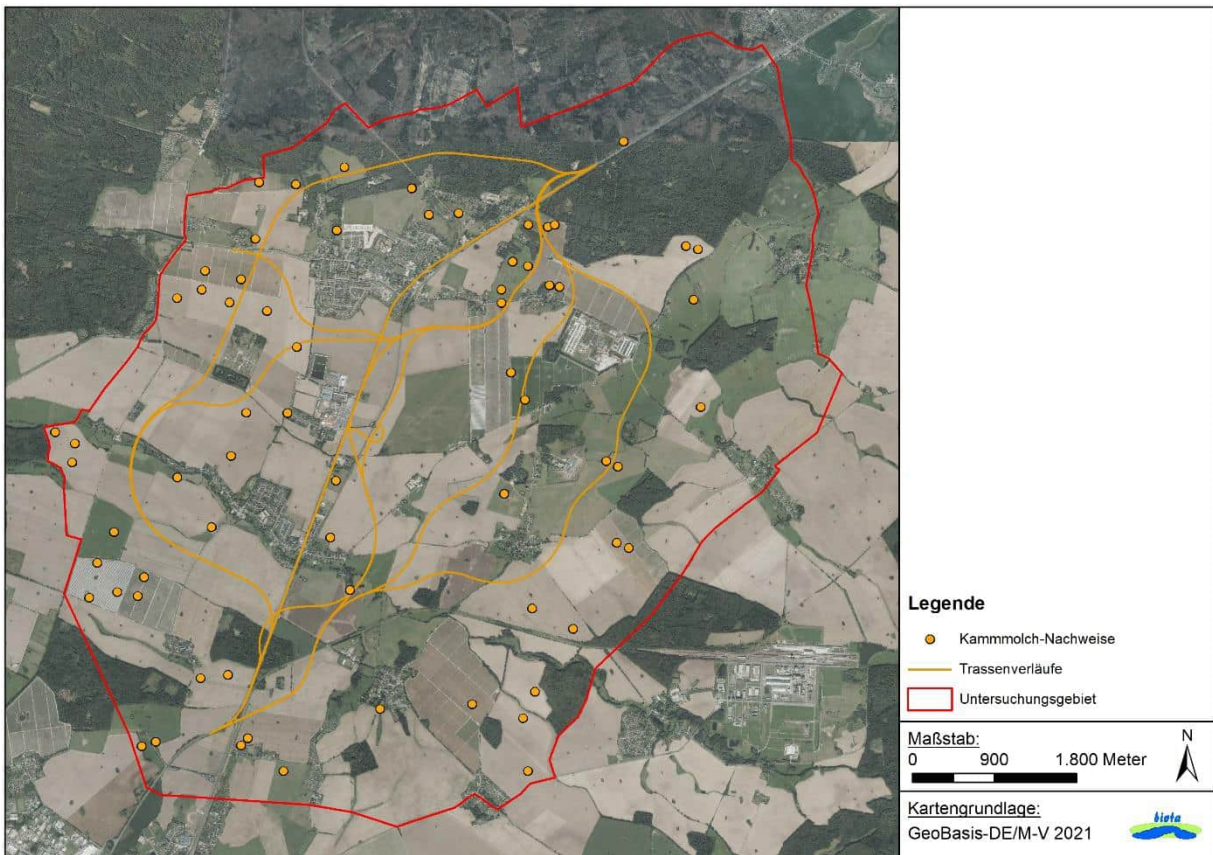 Legende
Kammmolch-Nachweise
Trassenverläufe
Untersuchungsgebiet
Maßstab:
0 900 1.800 Meter
N
Kartengrundlage:
GeoBasis-DE/M-V 2021
biota